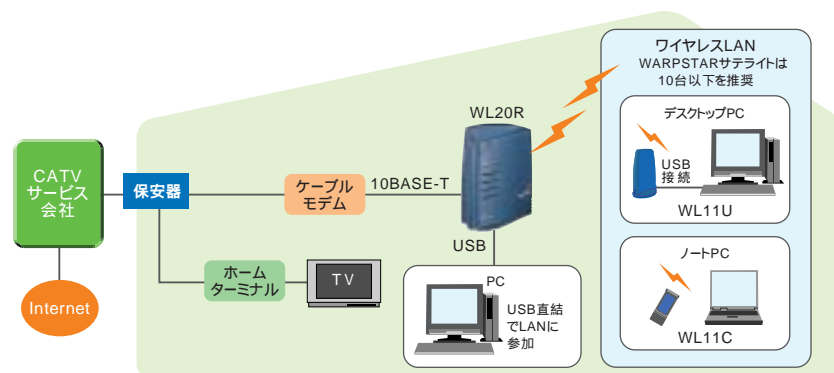 ワイヤレスLAN
WARPSTARサテライトは
10台以下を推奨
WL20R
デスクトップPC
USB
接続
WL11U
CATV
サービス
会社
保安器
ケーブル
モデム
10BASE-T
USB
ノートPC
WL11C
ホーム
ターミナル
TV
PC
USB直結
でLANに
参加
Internet